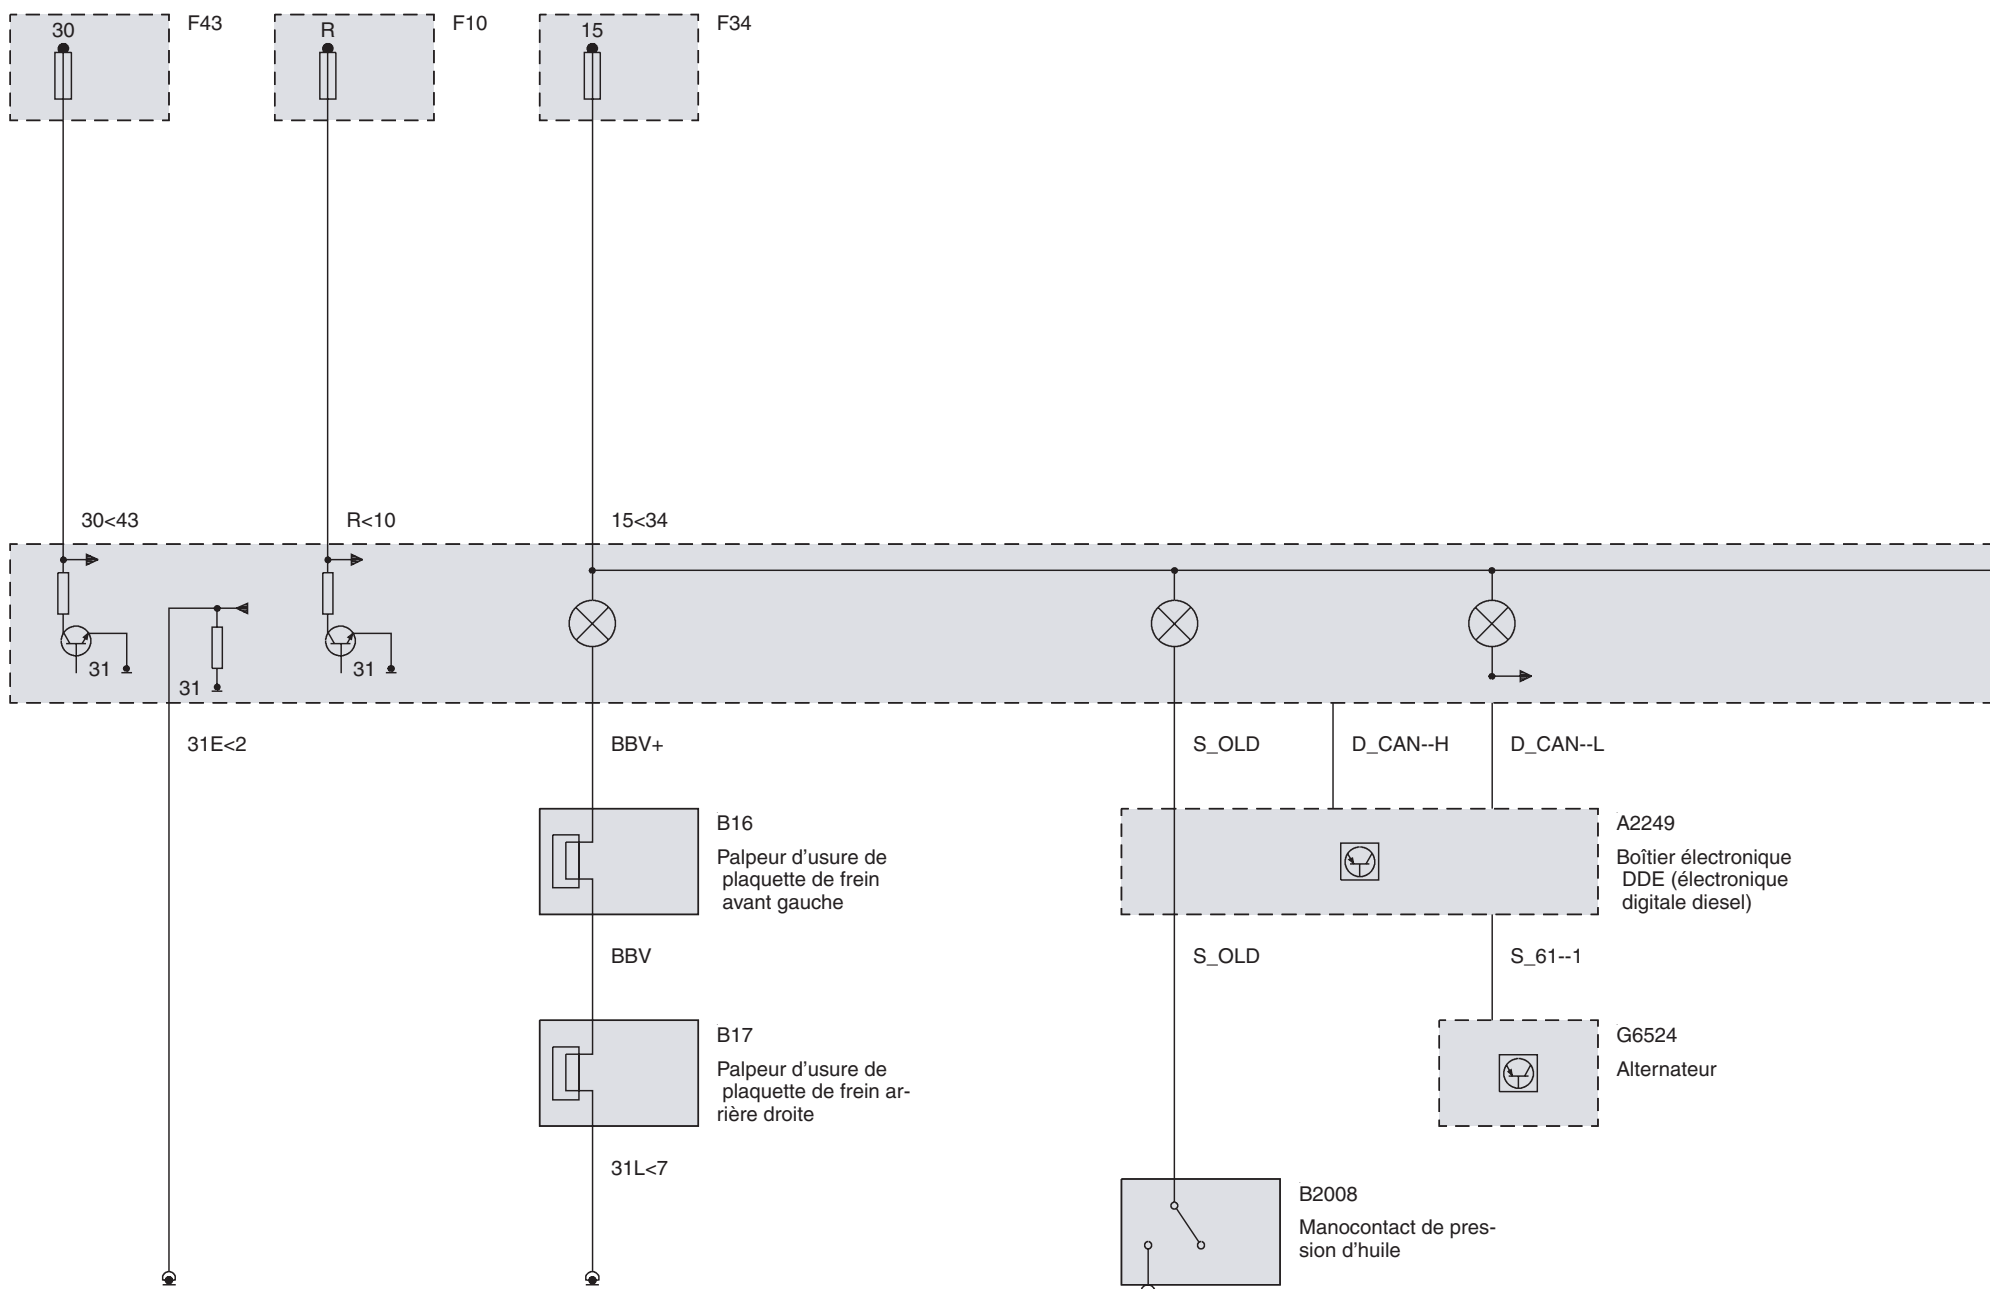 30
F43
R
F10
15
F34
30<43
R<10
15<34
31
31
31
31E<2
BBV+
S_OLD
D_CAN--H
D_CAN--L
B16
Palpeur d’usure de
plaquette de frein
avant gauche
A2249
Boîtier électronique
DDE (électronique
digitale diesel)
BBV
S_OLD
S_61--1
B17
Palpeur d’usure de
plaquette de frein ar-
rière droite
G6524
Alternateur
31L<7
B2008
Manocontact de pres-
sion d’huile